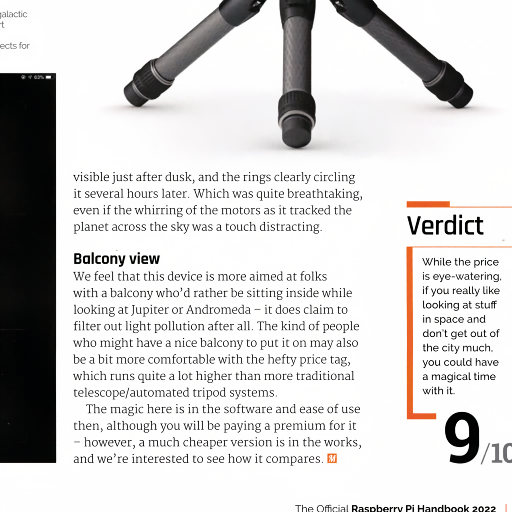 galactic
rt.
ects for
82%
visible just after dusk, and the rings clearly circling
it several hours later. Which was quite breathtaking,
even if the whirring of the motors as it tracked the
planet across the sky was a touch distracting.
Balcony view
We feel that this device is more aimed at folks
with a balcony who'd rather be sitting inside while
looking at Jupiter or Andromeda – it does claim to
filter out light pollution after all. The kind of people
who might have a nice balcony to put it on may also
be a bit more comfortable with the hefty price tag,
which runs quite a lot higher than more traditional
telescope/automated tripod systems.
The magic here is in the software and ease of use
then, although you will be paying a premium for it
– however, a much cheaper version is in the works,
and we're interested to see how it compares.
Verdict
While the price
is eye-watering,
if you really like
looking at stuff
in space and
don't get out of
the city much,
you could have
a magical time
with it.
9/10
The Official Raspberry Pi Handbook 2022 |